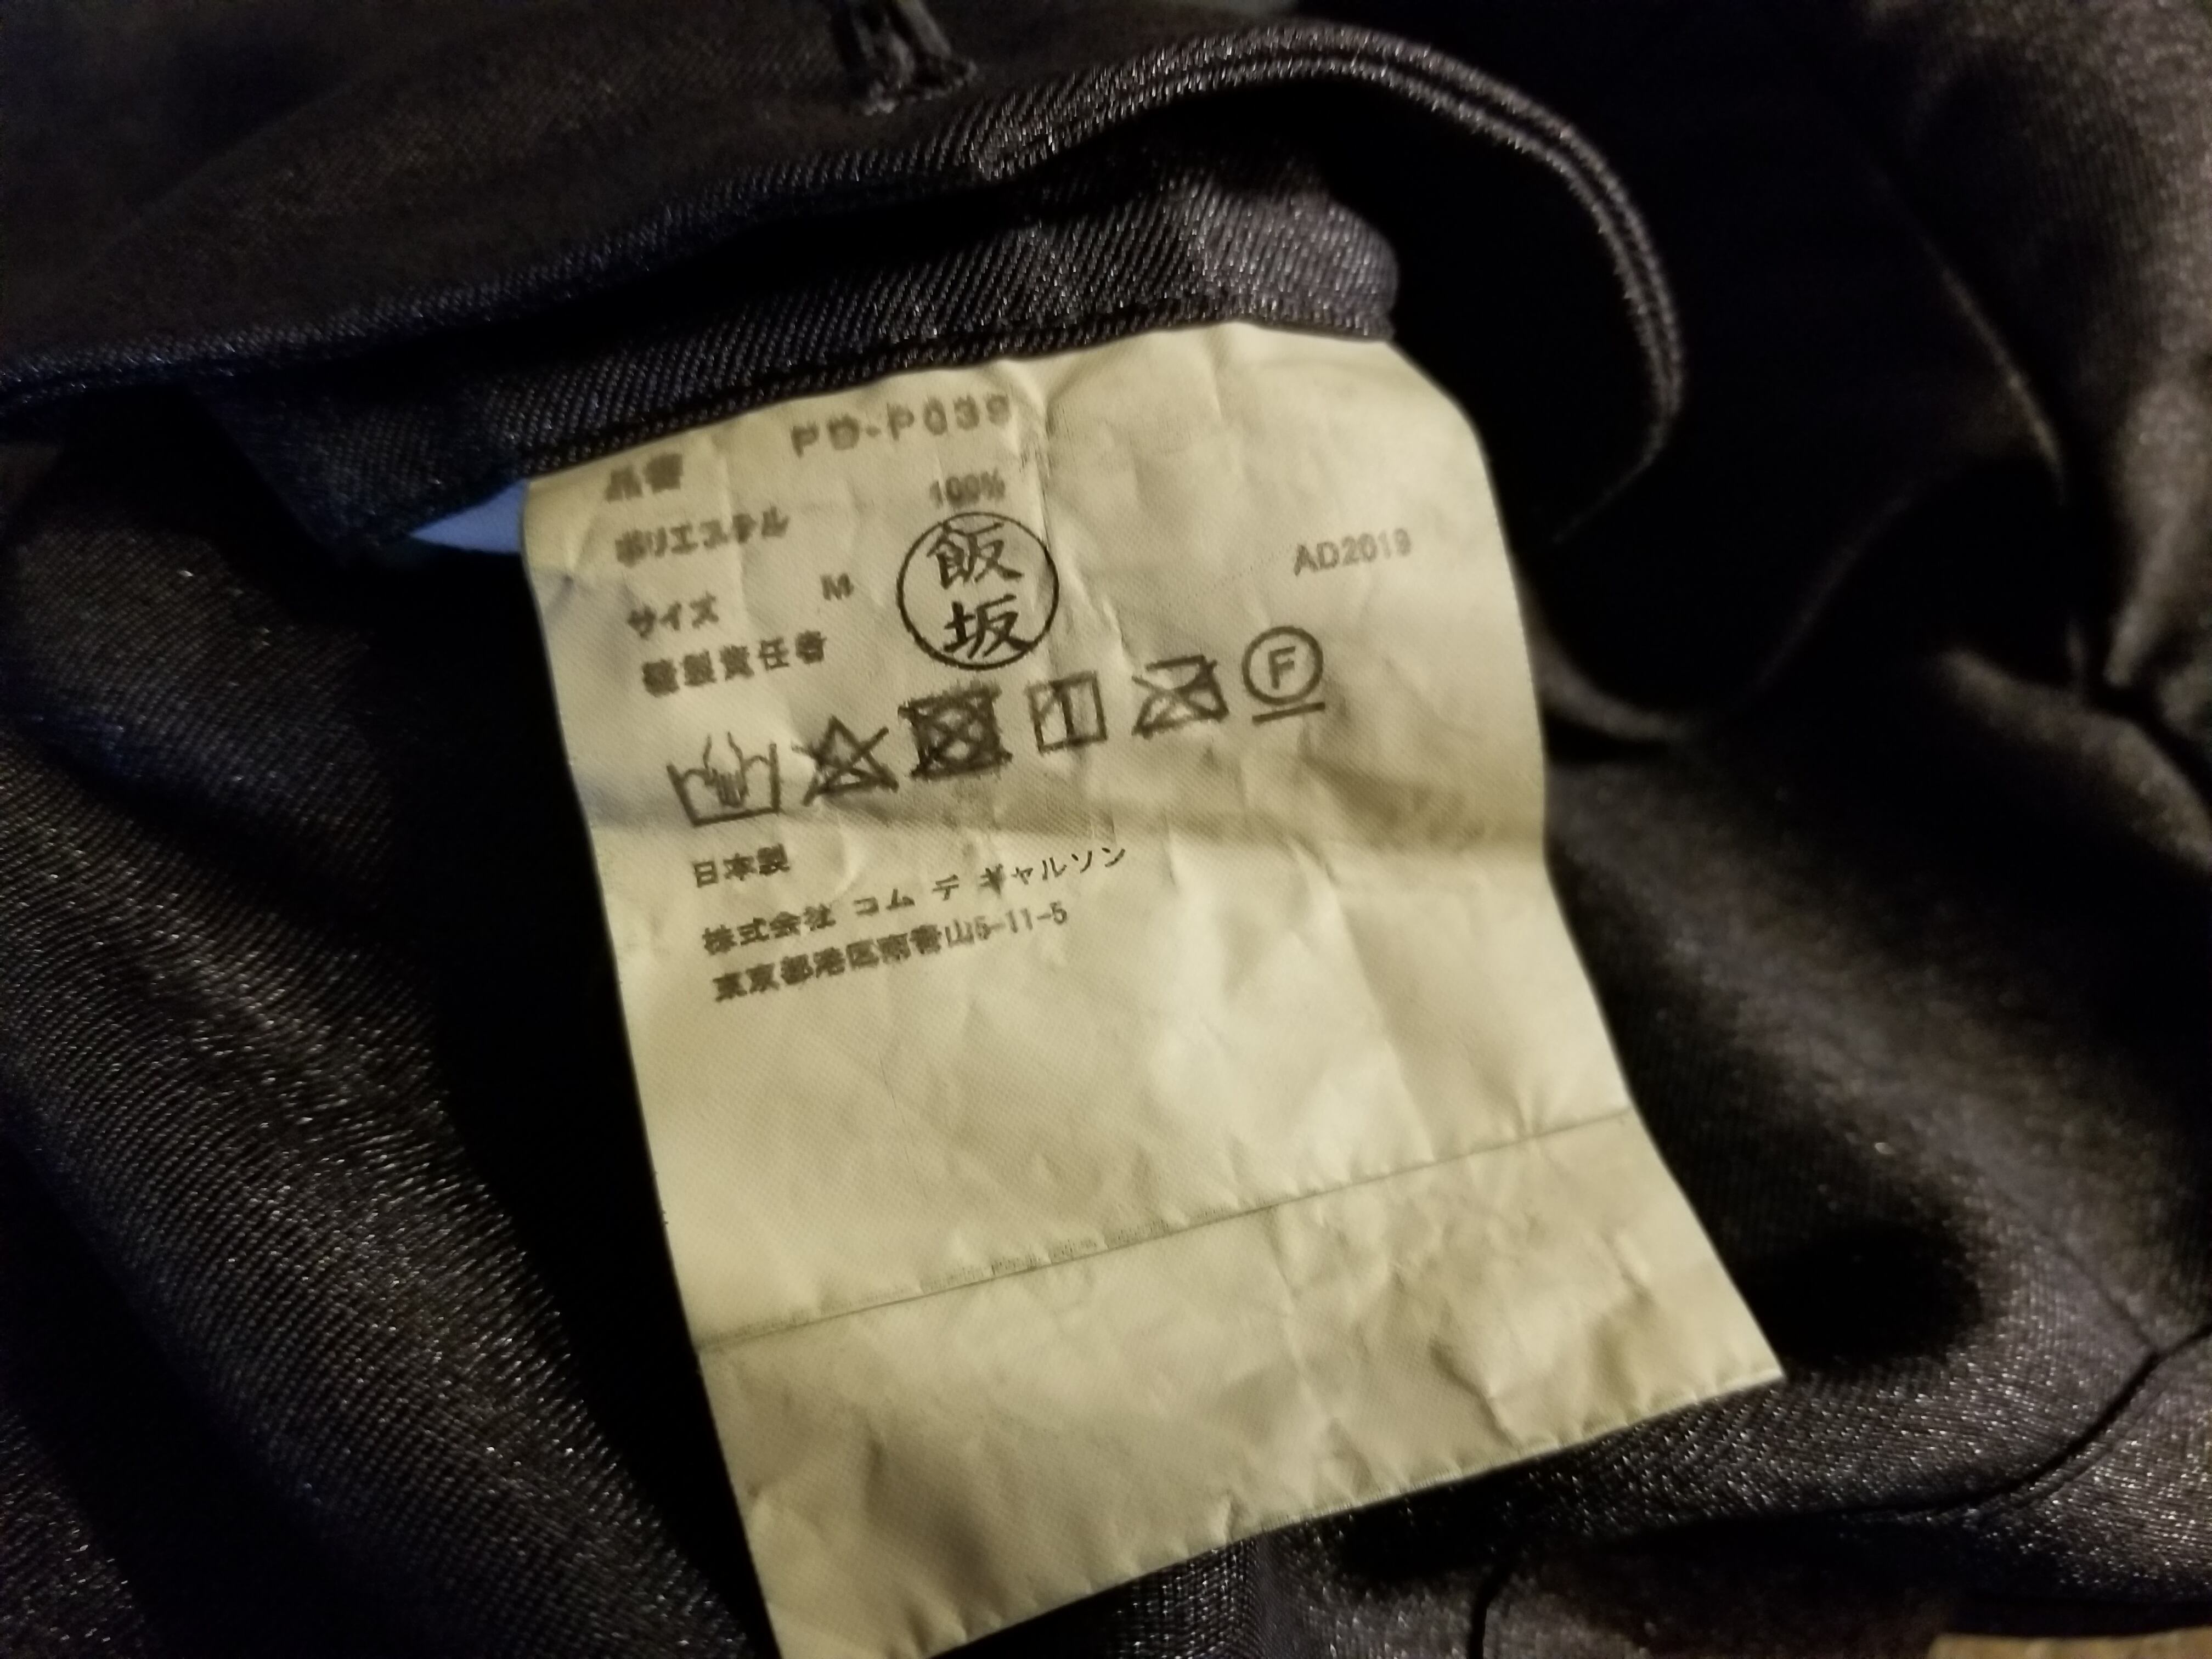 品番 PD-P039
ポリエステル 100%
サイズ M
AD2019
縫製責任者 飯坂
F
日本製
株式会社 コム デ ギャルソン
東京都港区南青山5-11-5